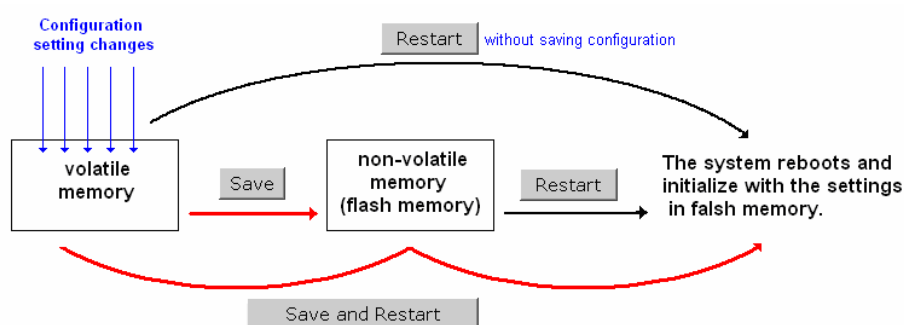 Configuration
setting changes
Restart without saving configuration
volatile
memory
Save
non-volatile
memory
(flash memory)
Restart
The system reboots and
initialize with the settings
in falsh memory.
Save and Restart